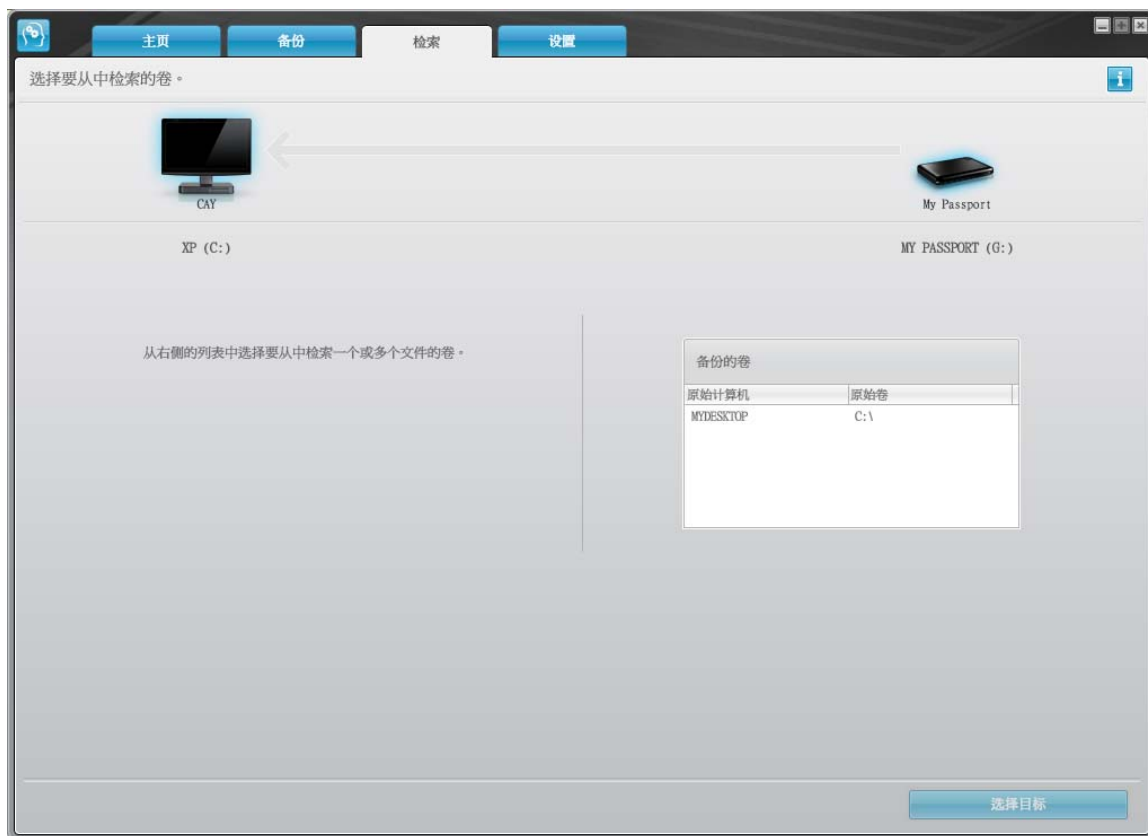 主页 备份 检索 设置
选择要从中检索的卷。
CAY
My Passport
XP (C:)
MY PASSPORT (G:)
从右侧的列表中选择要从中检索一个或多个文件的卷。
备份的卷
原始计算机 原始卷
MYDESKTOP C:\
选择目标